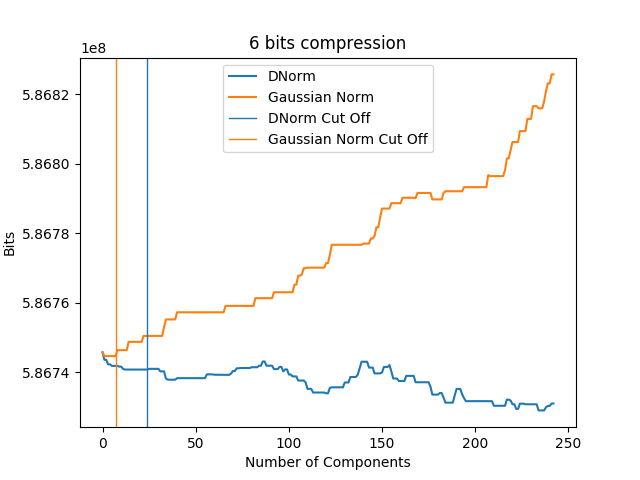 6 bits compression
1e8
DNorm
Gaussian Norm
DNorm Cut Off
Gaussian Norm Cut Off
5.8682
5.8680
5.8678
5.8676
5.8674
Bits
0 50 100 150 200 250
Number of Components